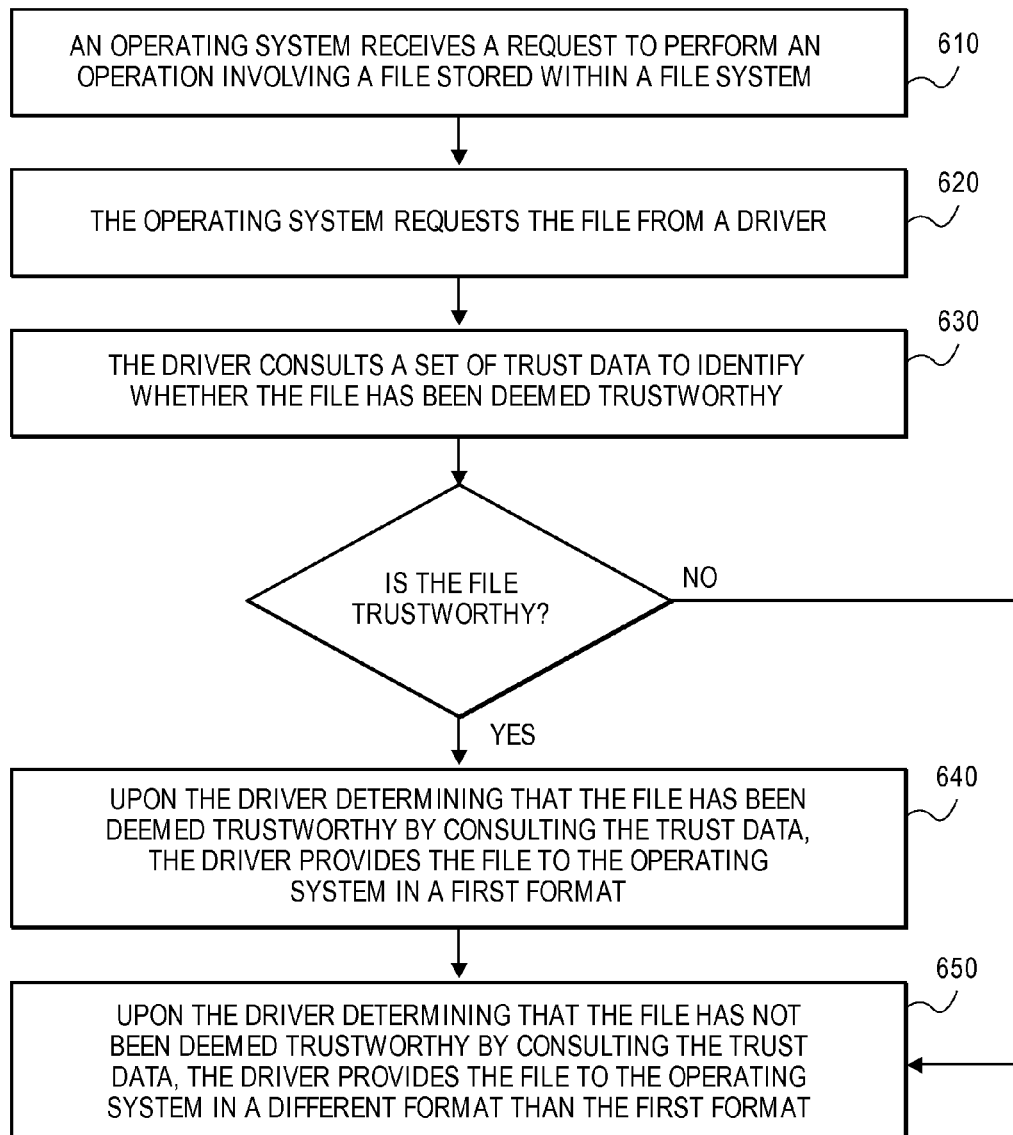 AN OPERATING SYSTEM RECEIVES A REQUEST TO PERFORM AN
OPERATION INVOLVING A FILE STORED WITHIN A FILE SYSTEM
610
THE OPERATING SYSTEM REQUESTS THE FILE FROM A DRIVER
620
THE DRIVER CONSULTS A SET OF TRUST DATA TO IDENTIFY
WHETHER THE FILE HAS BEEN DEEMED TRUSTWORTHY
630
IS THE FILE
TRUSTWORTHY?
NO
YES
UPON THE DRIVER DETERMINING THAT THE FILE HAS BEEN
DEEMED TRUSTWORTHY BY CONSULTING THE TRUST DATA,
THE DRIVER PROVIDES THE FILE TO THE OPERATING
SYSTEM IN A FIRST FORMAT
640
UPON THE DRIVER DETERMINING THAT THE FILE HAS NOT
BEEN DEEMED TRUSTWORTHY BY CONSULTING THE TRUST
DATA, THE DRIVER PROVIDES THE FILE TO THE OPERATING
SYSTEM IN A DIFFERENT FORMAT THAN THE FIRST FORMAT
650